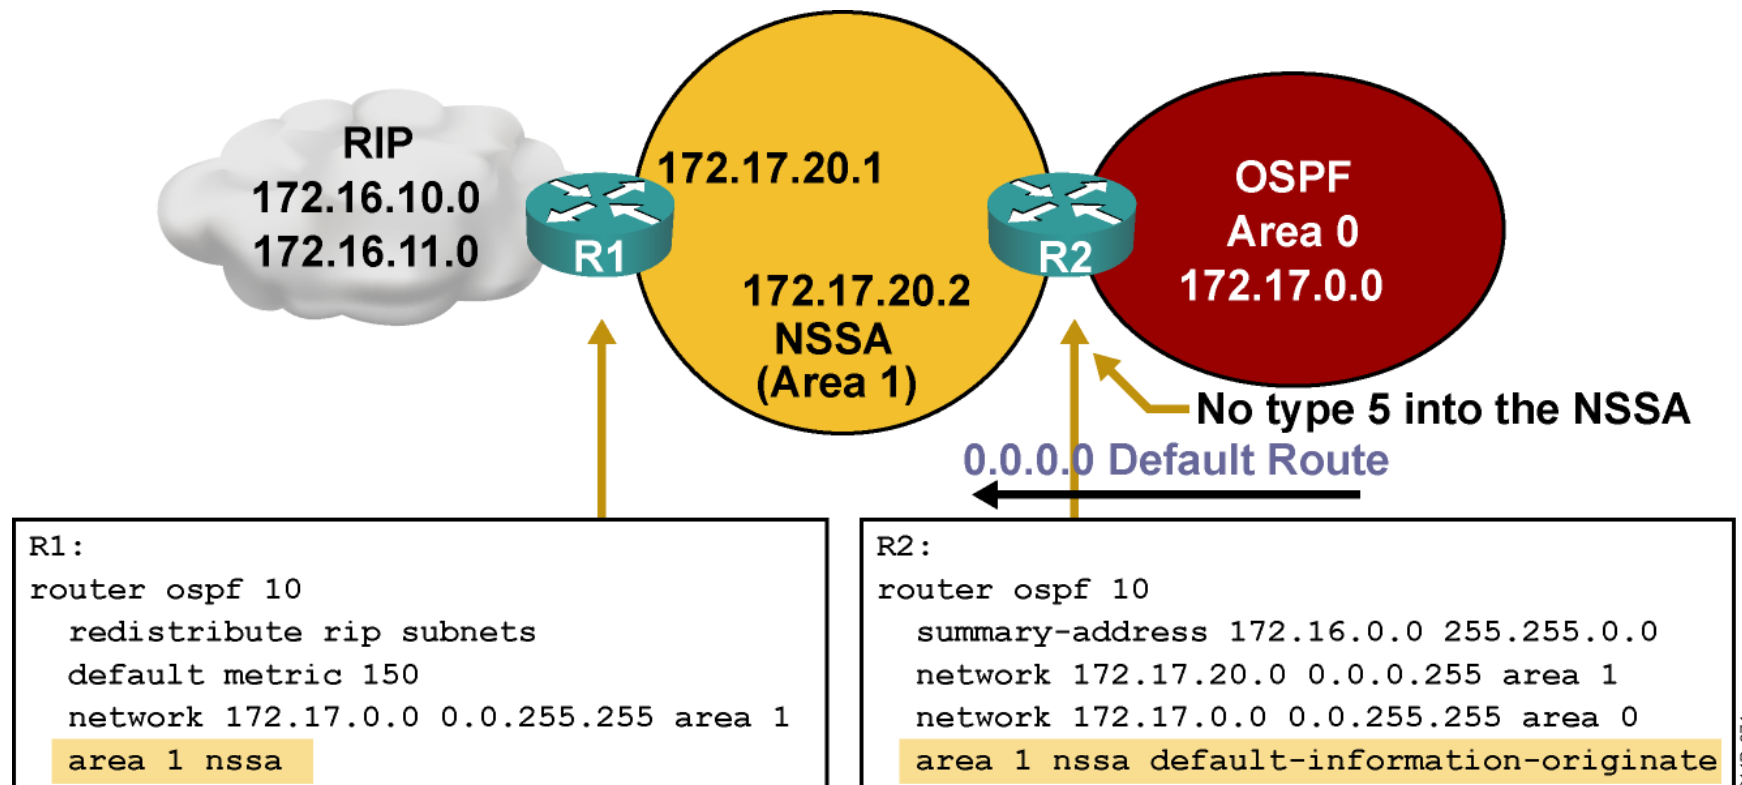 RIP
172.16.10.0
172.16.11.0
R1
172.17.20.1
172.17.20.2
NSSA
(Area 1)
R2
OSPF
Area 0
172.17.0.0
No type 5 into the NSSA
0.0.0.0 Default Route
R1:
router ospf 10
redistribute rip subnets
default metric 150
network 172.17.0.0 0.0.255.255 area 1
area 1 nssa
R2:
router ospf 10
summary-address 172.16.0.0 255.255.0.0
network 172.17.20.0 0.0.0.255 area 1
network 172.17.0.0 0.0.255.255 area 0
area 1 nssa default-information-originate